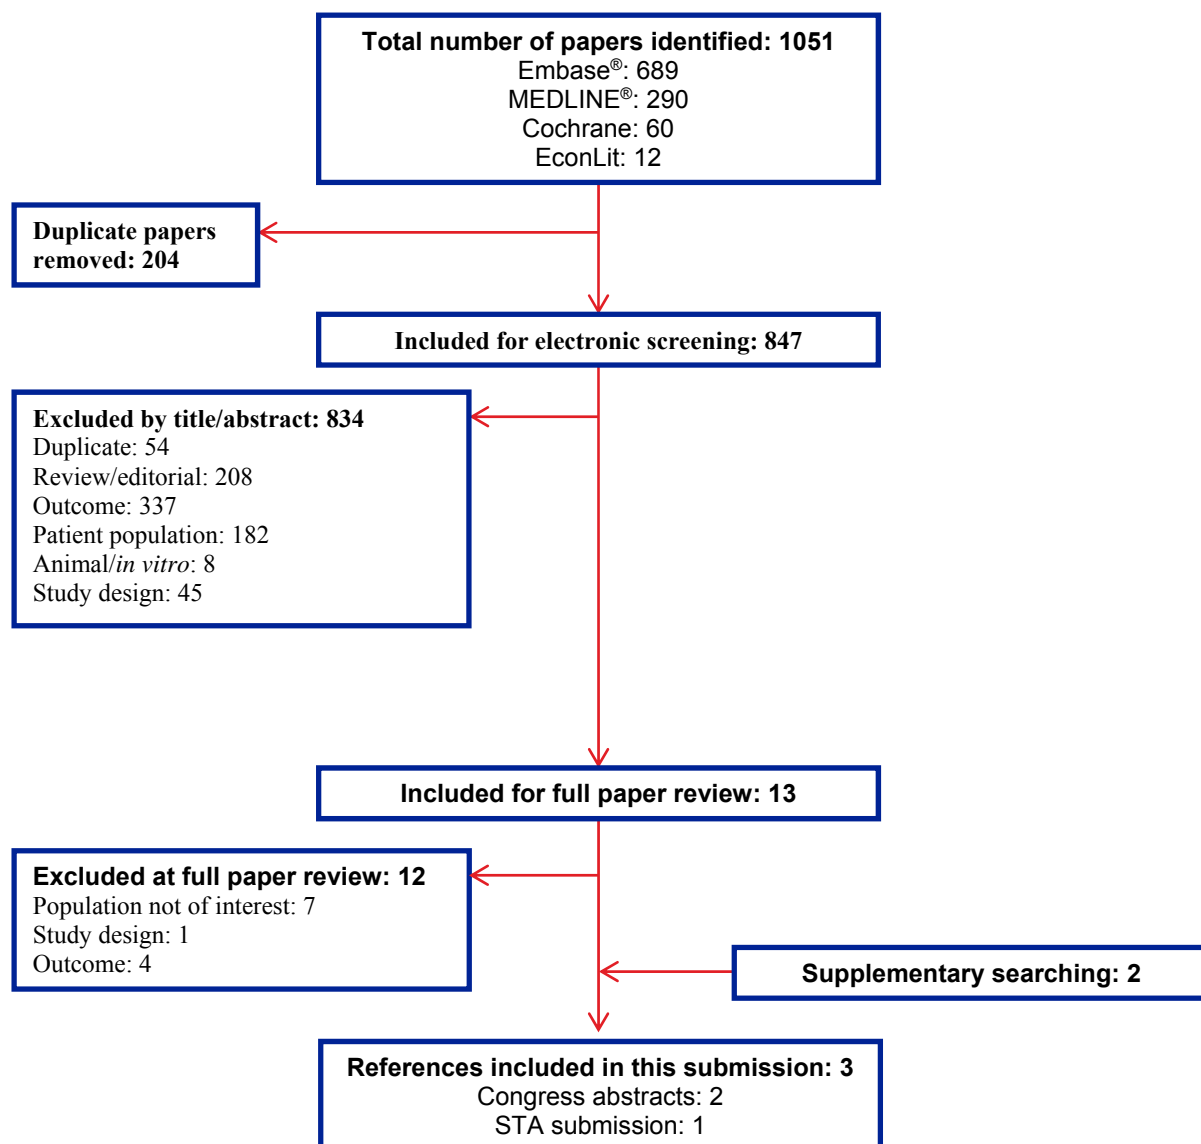 Total number of papers identified: 1051
Embase®: 689
MEDLINE®: 290
Cochrane: 60
EconLit: 12
Duplicate papers
removed: 204
Included for electronic screening: 847
Excluded by title/abstract: 834
Duplicate: 54
Review/editorial: 208
Outcome: 337
Patient population: 182
Animal/in vitro: 8
Study design: 45
Included for full paper review: 13
Excluded at full paper review: 12
Population not of interest: 7
Study design: 1
Outcome: 4
Supplementary searching: 2
References included in this submission: 3
Congress abstracts: 2
STA submission: 1